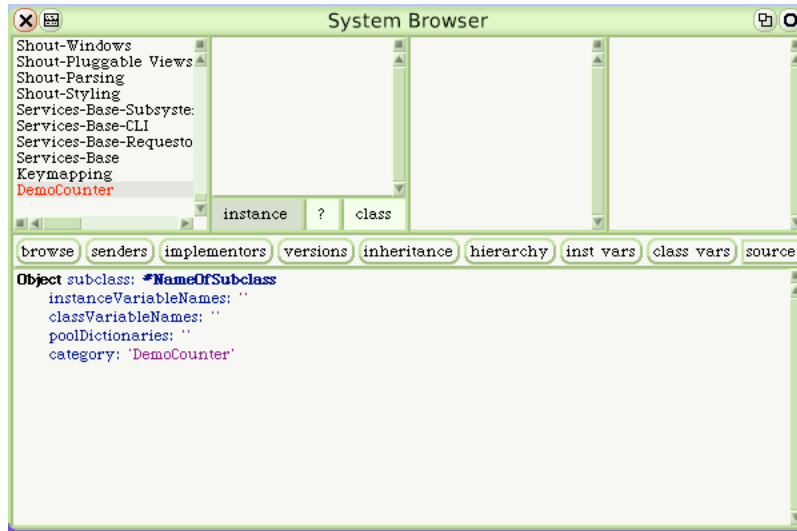 System Browser
Shout-Windows
Shout-Pluggable Views
Shout-Parsing
Shout-Styling
Services-Base-Subsyste
Services-Base-CLI
Services-Base-Requesto
Services-Base
Keymapping
DemoCounter
instance ? class
browse senders implementors versions inheritance hierarchy inst vars class vars source
Object subclass: #NameOfSubclass
instanceVariableNames: ''
classVariableNames: ''
poolDictionaries: ''
category: 'DemoCounter'